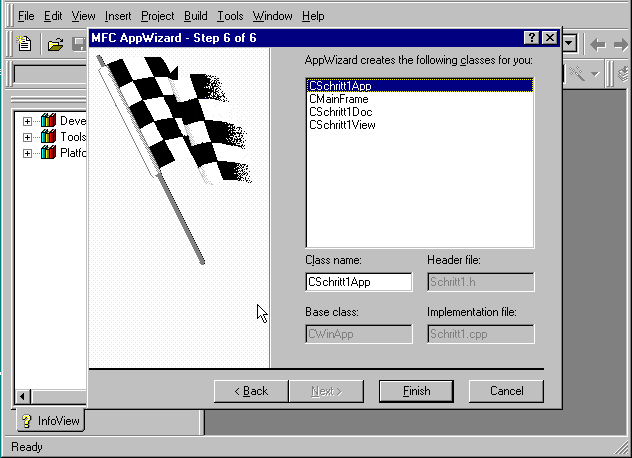 File Edit View Insert Project Build Tools Window Help
MFC AppWizard - Step 6 of 6
AppWizard creates the following classes for you:
CSchritt1App
CMainFrame
CSchritt1Doc
CSchritt1View
Deve
Tools
Platfo
Class name:
Header file:
CSchritt1App
Schritt1.h
Base class:
Implementation file:
CWinApp
Schritt1.cpp
< Back
Next >
Finish
Cancel
InfoView
Ready